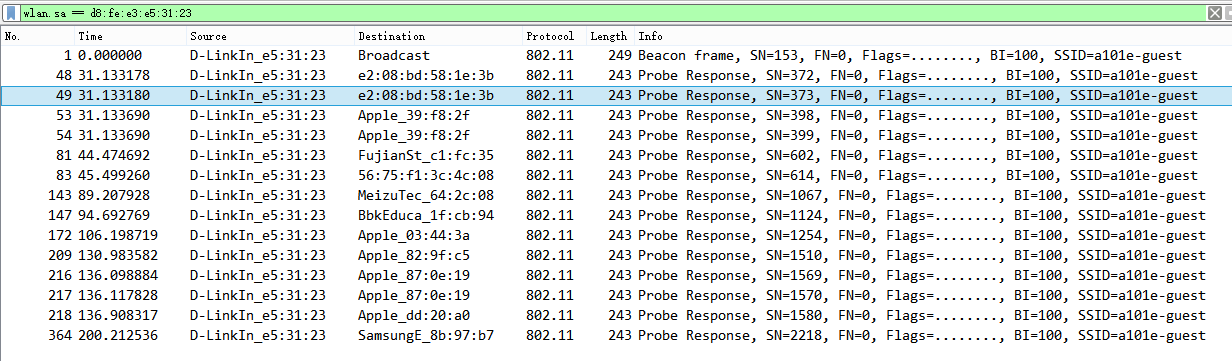 wlan.sa == d8:fe:e3:e5:31:23
No. Time Source Destination Protocol Length Info
1 0.000000 D-LinkIn_e5:31:23 Broadcast 802.11 249 Beacon frame, SN=153, FN=0, Flags=........, BI=100, SSID=a101e-guest
48 31.133178 D-LinkIn_e5:31:23 e2:08:bd:58:1e:3b 802.11 243 Probe Response, SN=372, FN=0, Flags=........, BI=100, SSID=a101e-guest
49 31.133180 D-LinkIn_e5:31:23 e2:08:bd:58:1e:3b 802.11 243 Probe Response, SN=373, FN=0, Flags=........, BI=100, SSID=a101e-guest
53 31.133690 D-LinkIn_e5:31:23 Apple_39:f8:2f 802.11 243 Probe Response, SN=398, FN=0, Flags=........, BI=100, SSID=a101e-guest
54 31.133690 D-LinkIn_e5:31:23 Apple_39:f8:2f 802.11 243 Probe Response, SN=399, FN=0, Flags=........, BI=100, SSID=a101e-guest
81 44.474692 D-LinkIn_e5:31:23 FujianSt_c1:fc:35 802.11 243 Probe Response, SN=602, FN=0, Flags=........, BI=100, SSID=a101e-guest
83 45.499260 D-LinkIn_e5:31:23 56:75:f1:3c:4c:08 802.11 243 Probe Response, SN=614, FN=0, Flags=........, BI=100, SSID=a101e-guest
143 89.207928 D-LinkIn_e5:31:23 MeizuTec_64:2c:08 802.11 243 Probe Response, SN=1067, FN=0, Flags=........, BI=100, SSID=a101e-guest
147 94.692769 D-LinkIn_e5:31:23 BbkEduca_1f:cb:94 802.11 243 Probe Response, SN=1124, FN=0, Flags=........, BI=100, SSID=a101e-guest
172 106.198719 D-LinkIn_e5:31:23 Apple_03:44:3a 802.11 243 Probe Response, SN=1254, FN=0, Flags=........, BI=100, SSID=a101e-guest
209 130.983582 D-LinkIn_e5:31:23 Apple_82:9f:c5 802.11 243 Probe Response, SN=1510, FN=0, Flags=........, BI=100, SSID=a101e-guest
216 136.098884 D-LinkIn_e5:31:23 Apple_87:0e:19 802.11 243 Probe Response, SN=1569, FN=0, Flags=........, BI=100, SSID=a101e-guest
217 136.117828 D-LinkIn_e5:31:23 Apple_87:0e:19 802.11 243 Probe Response, SN=1570, FN=0, Flags=........, BI=100, SSID=a101e-guest
218 136.908317 D-LinkIn_e5:31:23 Apple_dd:20:a0 802.11 243 Probe Response, SN=1580, FN=0, Flags=........, BI=100, SSID=a101e-guest
364 200.212536 D-LinkIn_e5:31:23 SamsungE_8b:97:b7 802.11 243 Probe Response, SN=2218, FN=0, Flags=........, BI=100, SSID=a101e-guest